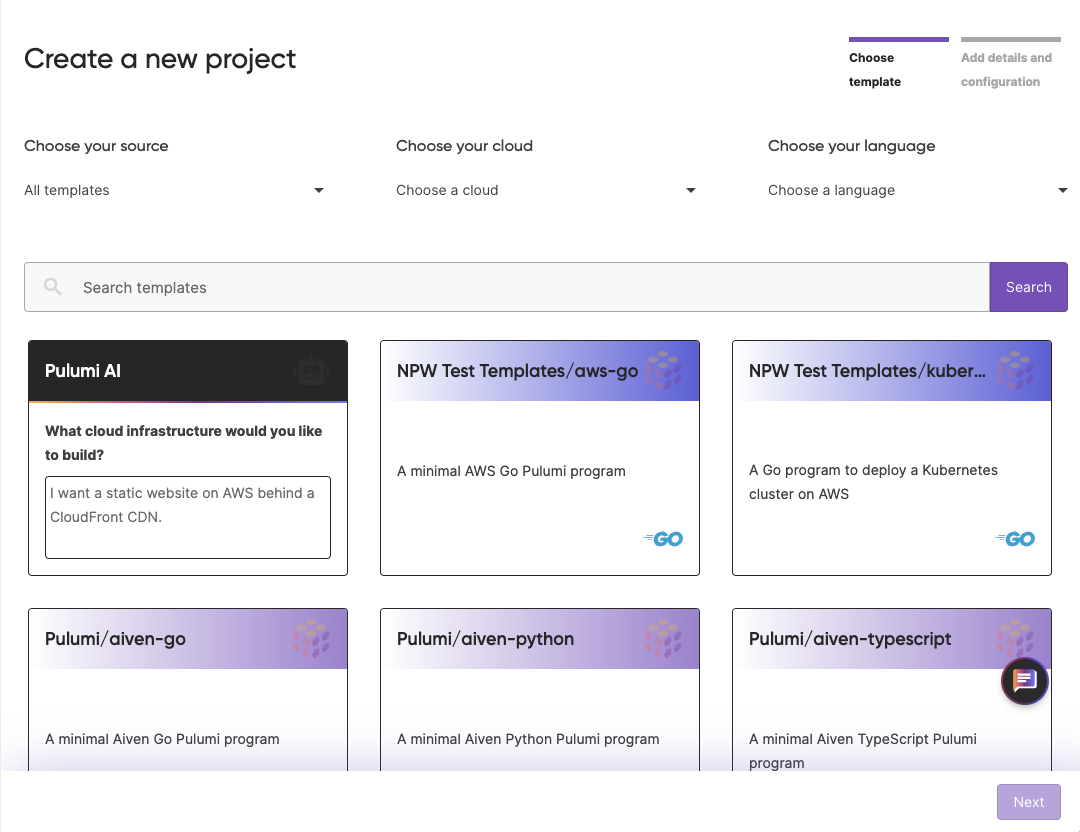 Create a new project
Choose
template
Add details and
configuration
Choose your source
Choose your cloud
Choose your language
All templates
Choose a cloud
Choose a language
Search templates
Search
Pulumi AI
What cloud infrastructure would you like
to build?
I want a static website on AWS behind a
CloudFront CDN.
NPW Test Templates/aws-go
A minimal AWS Go Pulumi program
GO
NPW Test Templates/kuber...
A Go program to deploy a Kubernetes
cluster on AWS
GO
Pulumi/aiven-go
A minimal Aiven Go Pulumi program
Pulumi/aiven-python
A minimal Aiven Python Pulumi program
Pulumi/aiven-typescript
A minimal Aiven TypeScript Pulumi
program
Next